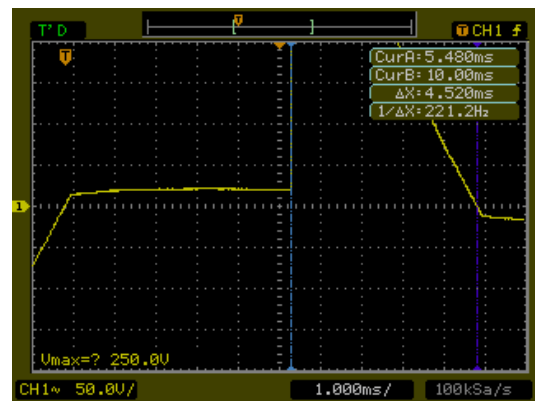 T'D
T
T CH1
T
CurA:5.480ms
CurB:10.00ms
ΔX:4.520ms
1/ΔX:221.2Hz
1
Vmax=? 250.0V
CH1~ 50.0V/ 1.000ms/ 100kSa/s